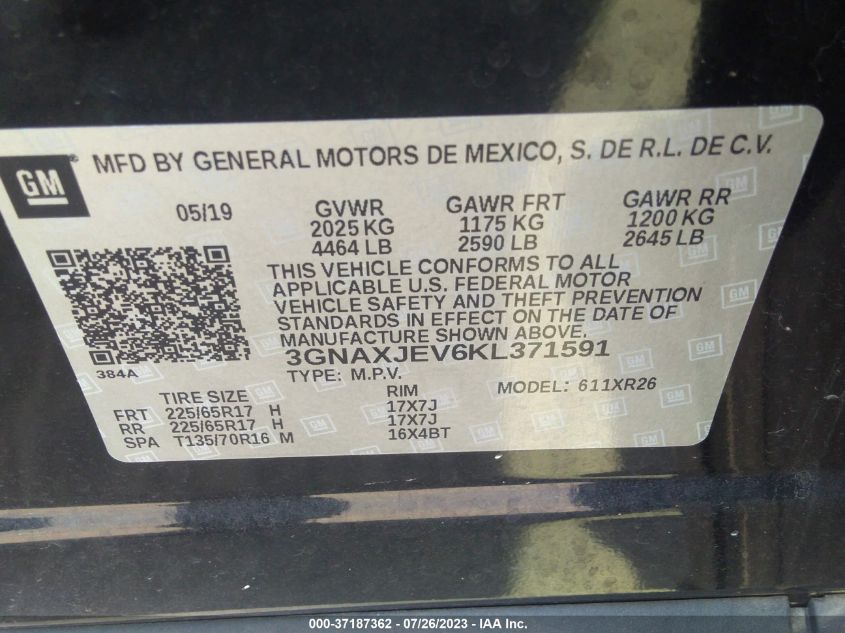 GM
MFD BY GENERAL MOTORS DE MEXICO, S. DE R.L. DE C.V.
05/19 GVWR GAWR FRT GAWR RR
2025 KG 1175 KG 1200 KG
4464 LB 2590 LB 2645 LB
THIS VEHICLE CONFORMS TO ALL
APPLICABLE U.S. FEDERAL MOTOR
VEHICLE SAFETY AND THEFT PREVENTION
STANDARDS IN EFFECT ON THE DATE OF
MANUFACTURE SHOWN ABOVE.
3GNAXJEV6KL371591
384A
TYPE: M.P.V. MODEL: 611XR26
TIRE SIZE RIM
FRT 225/65R17 H 17X7J
RR 225/65R17 H 17X7J
SPA T135/70R16 M 16X4BT
000-37187362 / 07/26/2023 - IAA Inc.